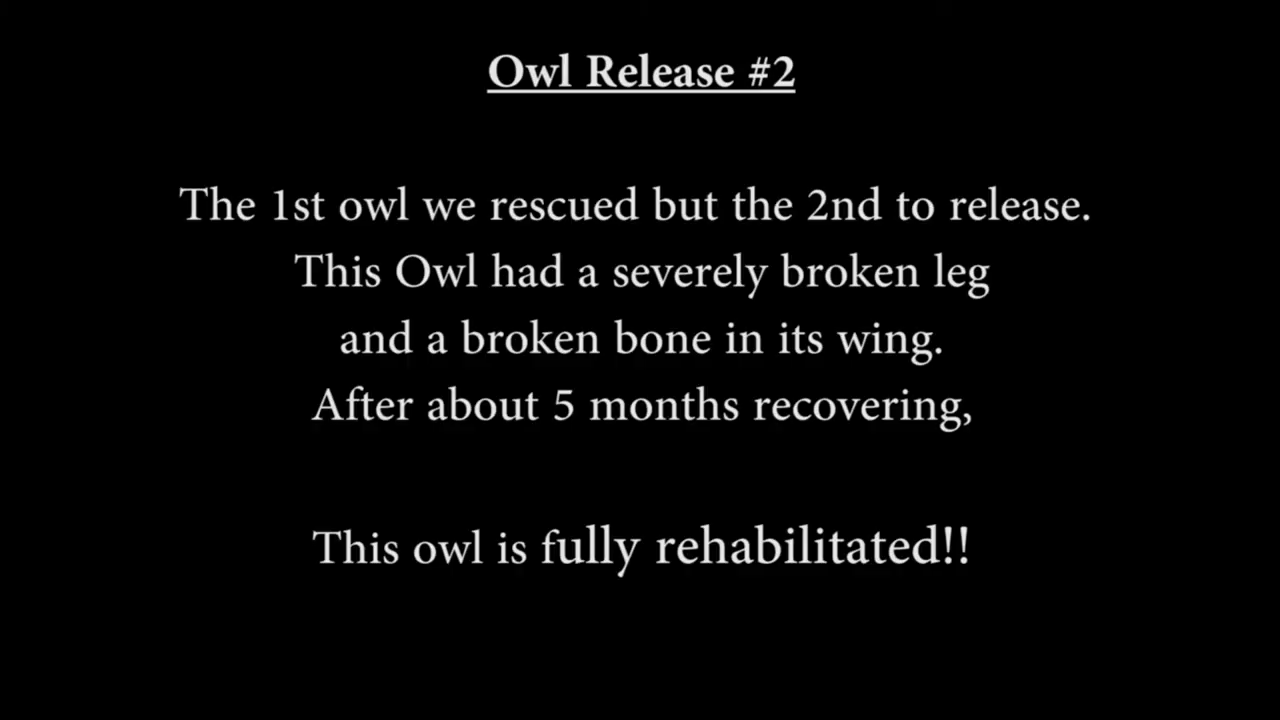 Owl Release #2
The 1st owl we rescued but the 2nd to release.
This Owl had a severely broken leg
and a broken bone in its wing.
After about 5 months recovering,
This owl is fully rehabilitated!!